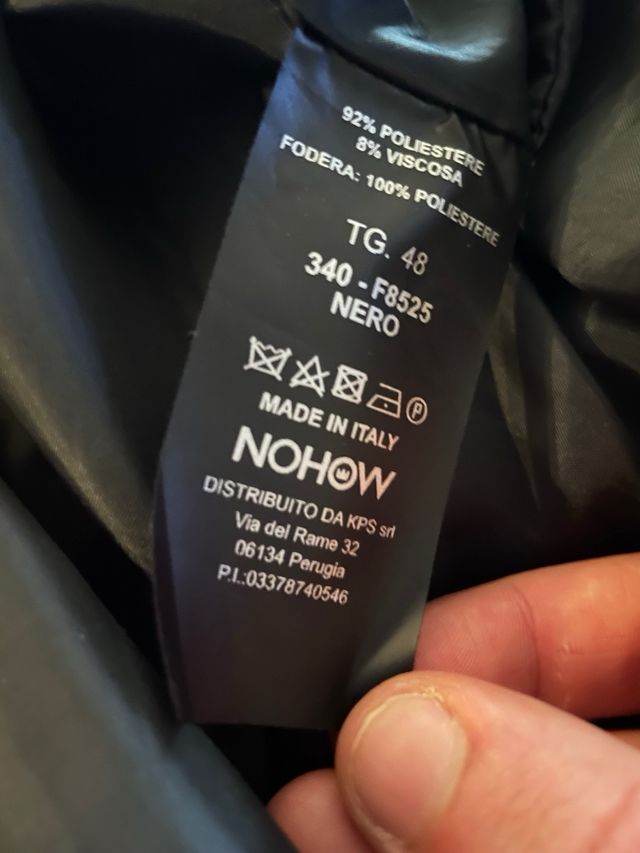 92% POLIESTERE
8% VISCOSA
FODERA: 100% POLIESTERE
TG. 48
340 - F8525
NERO
P
MADE IN ITALY
NOHOW
DISTRIBUITO DA KPS srl
Via del Rame 32
06134 Perugia
P.I.:03378740546